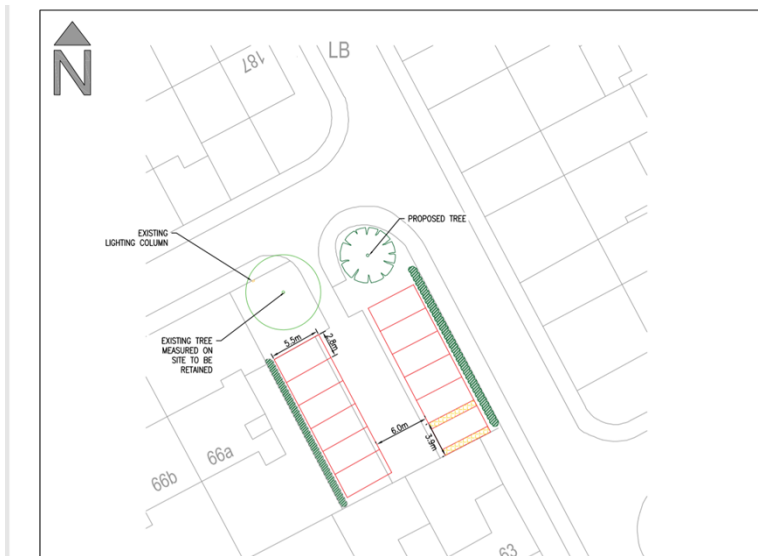 N
187
LB
PROPOSED TREE
EXISTING
LIGHTING COLUMN
EXISTING TREE
MEASURED ON
SITE TO BE
RETAINED
5.5m
2.8m
6.0m
3.9m
66a
66b
63